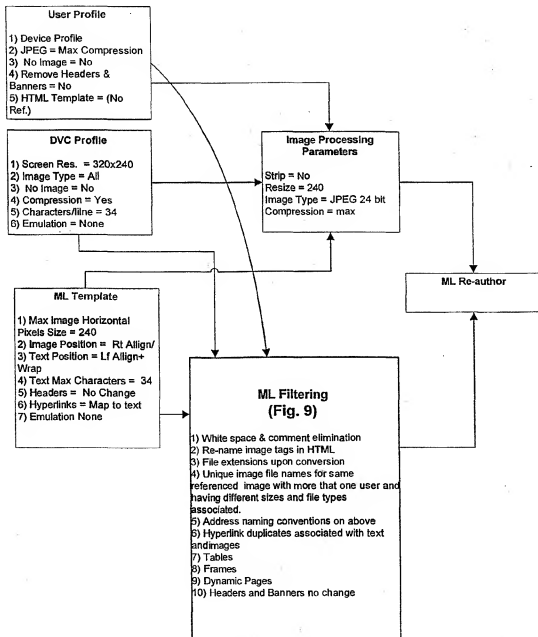 User Profile
1) Device Profile
2) JPEG = Max Compression
3) No Image = No
4) Remove Headers &
Banners = No
5) HTML Template = (No
Ref.)
DVC Profile
1) Screen Res. = 320x240
2) Image Type = All
3) No Image = No
4) Compression = Yes
5) Characters/liine = 34
6) Emulation = None
Image Processing
Parameters
Strip = No
Resize = 240
Image Type = JPEG 24 bit
Compression = max
ML Re-author
ML Template
1) Max Image Horizontal
Pixels Size = 240
2) Image Position = Rt Allign/
3) Text Position = Lf Allign+
Wrap
4) Text Max Characters = 34
5) Headers = No Change
6) Hyperlinks = Map to text
7) Emulation None
ML Filtering
(Fig. 9)
1) White space & comment elimination
2) Re-name image tags in HTML
3) File extensions upon conversion
4) Unique image file names for same
referenced image with more that one user and
having different sizes and file types
associated.
5) Address naming conventions on above
6) Hyperlink duplicates associated with text
andimages
7) Tables
8) Frames
9) Dynamic Pages
10) Headers and Banners no change